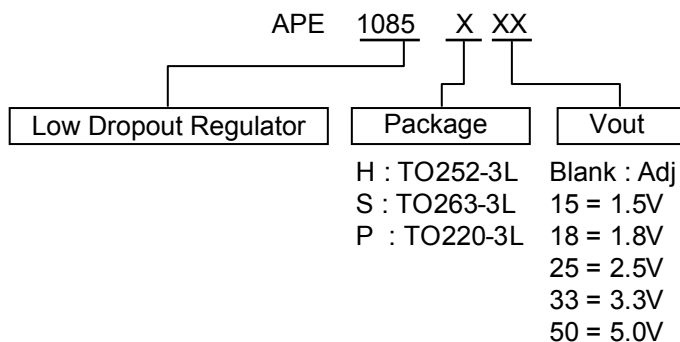 APE 1085 X XX
Low Dropout Regulator Package Vout
H : TO252-3L Blank : Adj
S : TO263-3L 15 = 1.5V
P : TO220-3L 18 = 1.8V
25 = 2.5V
33 = 3.3V
50 = 5.0V